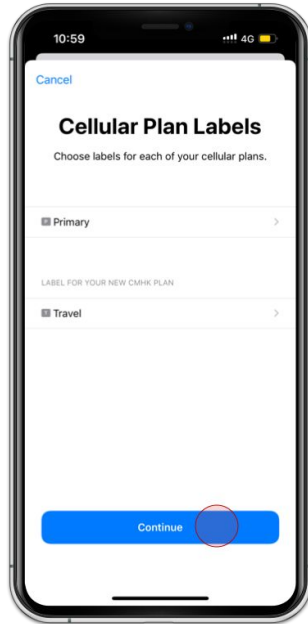 10:59
4G
Cancel
Cellular Plan Labels
Choose labels for each of your cellular plans.
P Primary
LABEL FOR YOUR NEW CMHK PLAN
T Travel
Continue